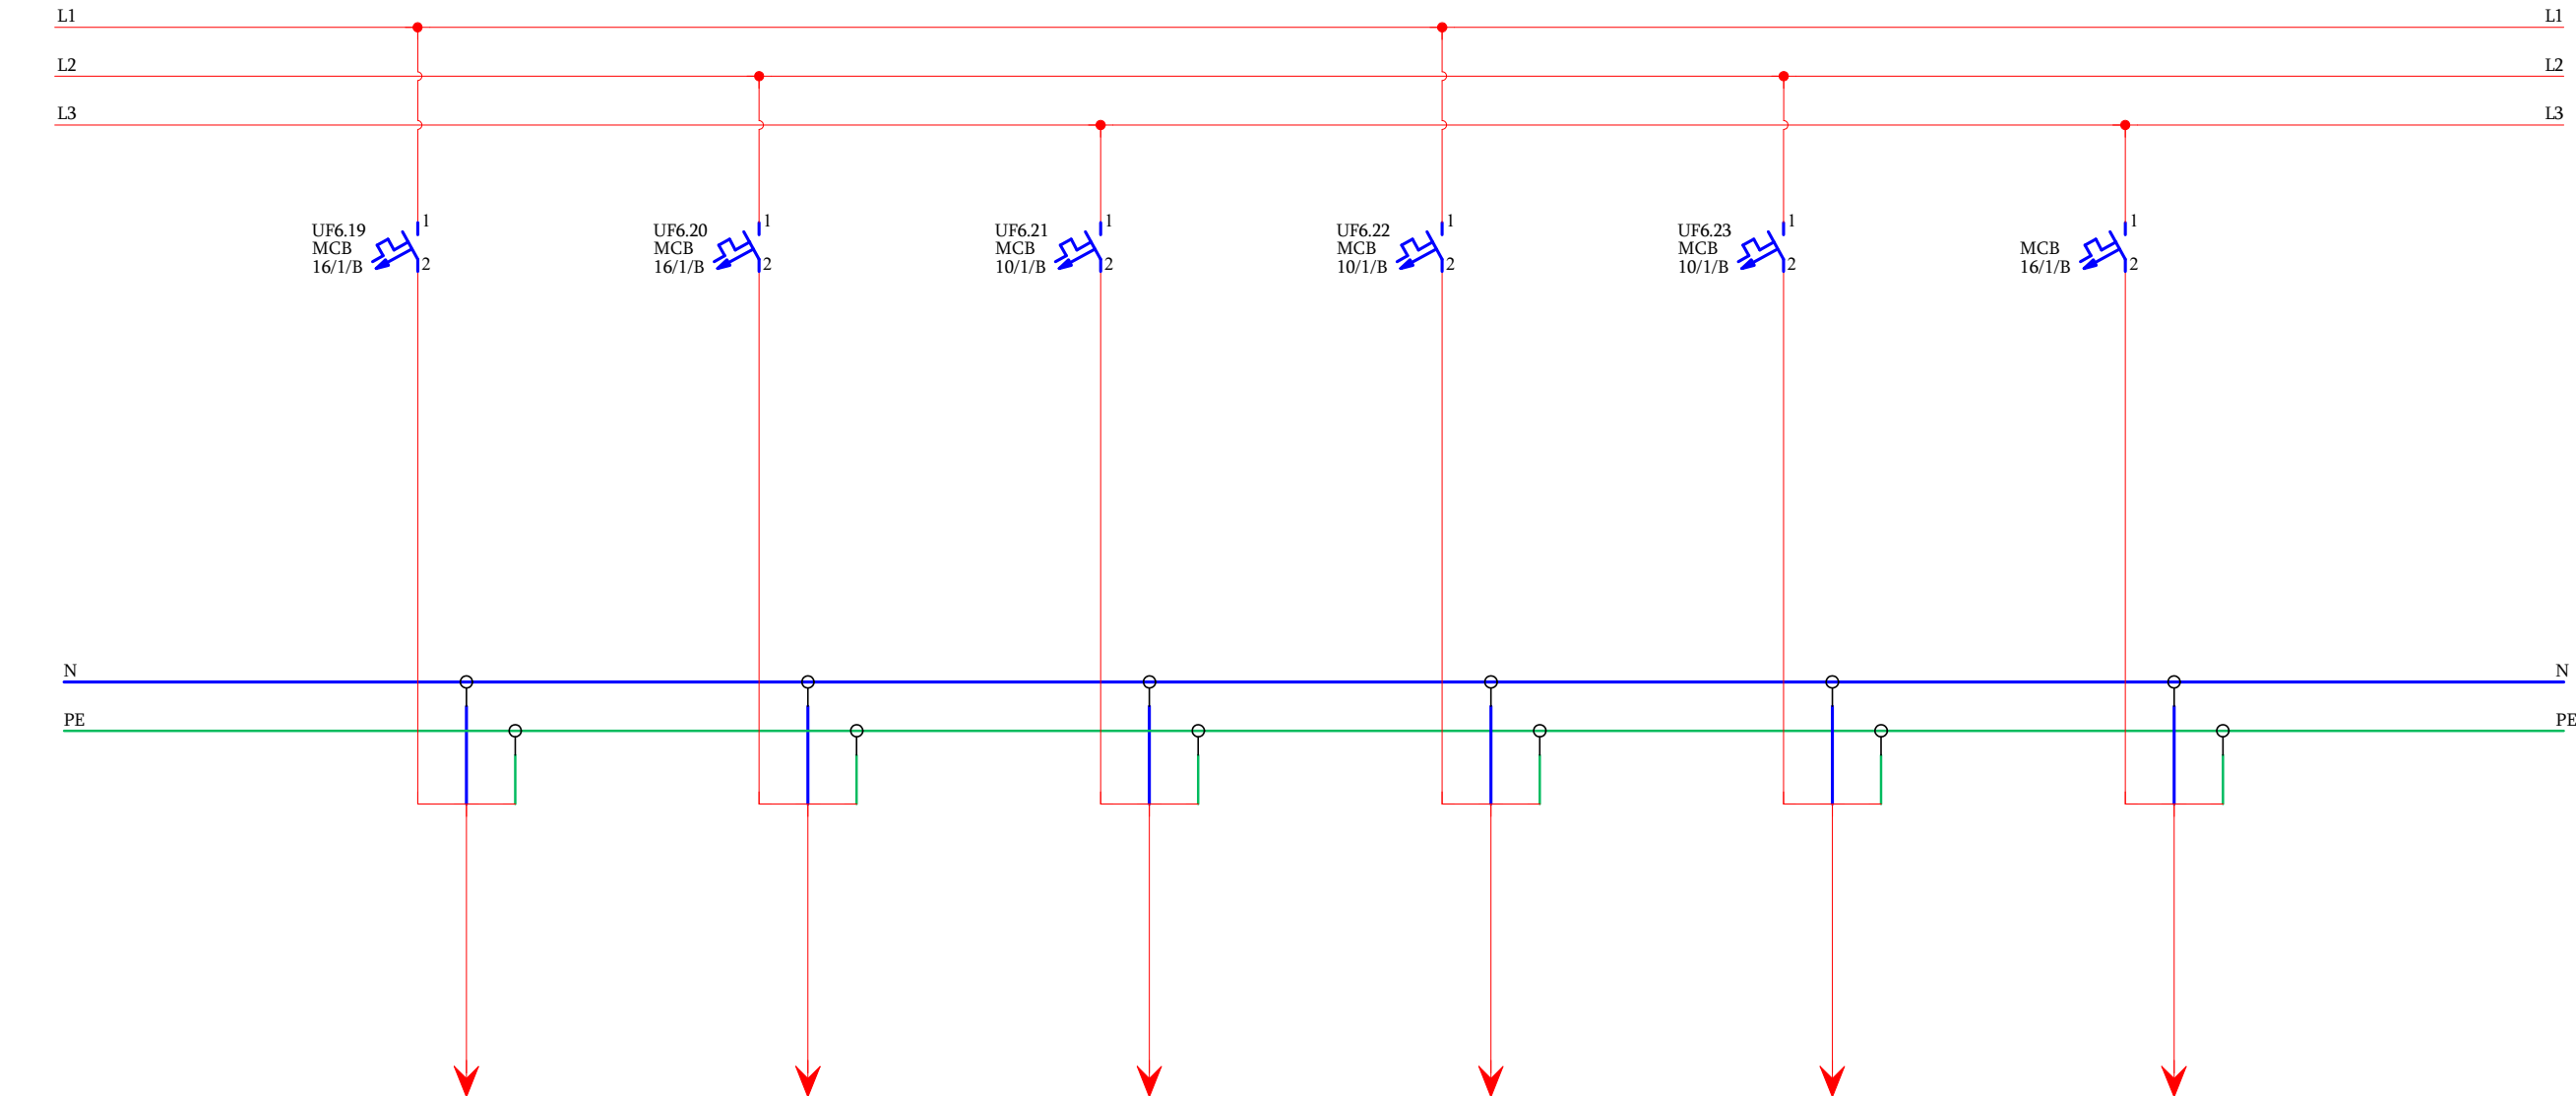 L1 L1
L2 L2
L3 L3
UF6.19 1
MCB
16/1/B 2
UF6.20 1
MCB
16/1/B 2
UF6.21 1
MCB
10/1/B 2
UF6.22 1
MCB
10/1/B 2
UF6.23 1
MCB
10/1/B 2
1
MCB
16/1/B 2
N N
PE PE